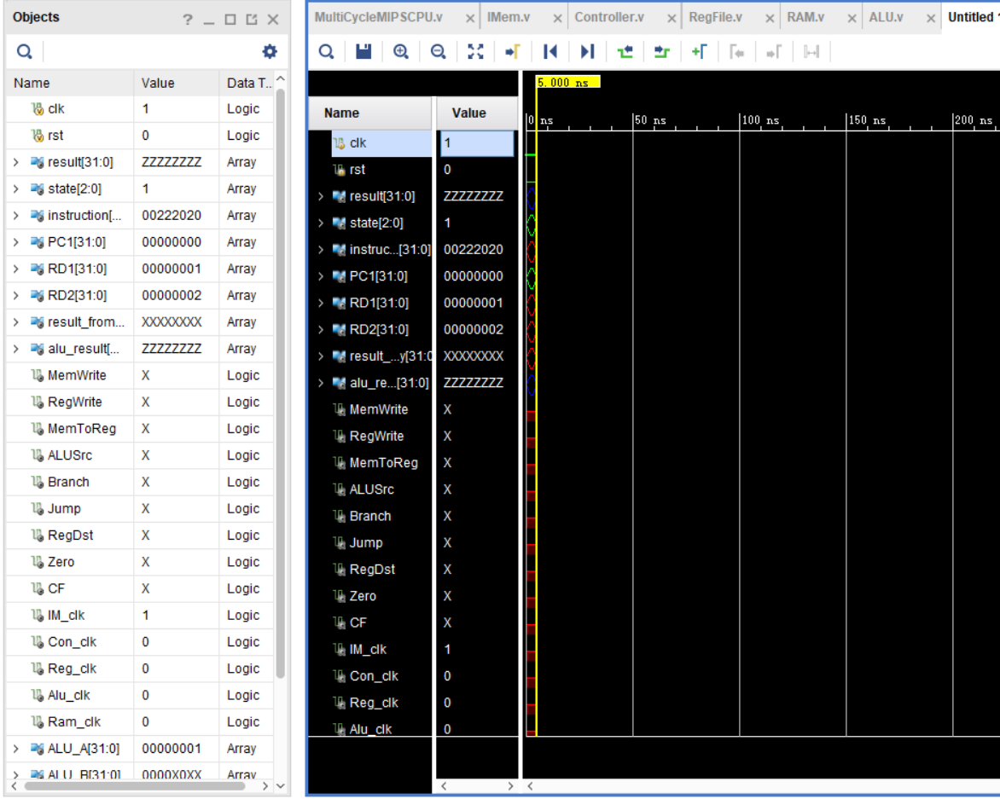 Objects
Name Value Data T...
clk 1 Logic
rst 0 Logic
result[31:0] ZZZZZZZZ Array
state[2:0] 1 Array
instruction[... 00222020 Array
PC1[31:0] 00000000 Array
RD1[31:0] 00000001 Array
RD2[31:0] 00000002 Array
result_from... XXXXXXXX Array
alu_result[... ZZZZZZZZ Array
MemWrite X Logic
RegWrite X Logic
MemToReg X Logic
ALUSrc X Logic
Branch X Logic
Jump X Logic
RegDst X Logic
Zero X Logic
CF X Logic
IM_clk 1 Logic
Con_clk 0 Logic
Reg_clk 0 Logic
Alu_clk 0 Logic
Ram_clk 0 Logic
ALU_A[31:0] 00000001 Array
ALU_B[31:0] 0000X0XX Array
MultiCycleMIPSCPU.v IMem.v Controller.v RegFile.v RAM.v ALU.v Untitled
5.000 ns
Name Value
0 ns 50 ns 100 ns 150 ns 200 ns
clk 1
rst 0
result[31:0] ZZZZZZZZ
state[2:0] 1
instruc...[31:0] 00222020
PC1[31:0] 00000000
RD1[31:0] 00000001
RD2[31:0] 00000002
result_...y[31:0 XXXXXXXX
alu_re...[31:0] ZZZZZZZZ
MemWrite X
RegWrite X
MemToReg X
ALUSrc X
Branch X
Jump X
RegDst X
Zero X
CF X
IM_clk 1
Con_clk 0
Reg_clk 0
Alu_clk 0